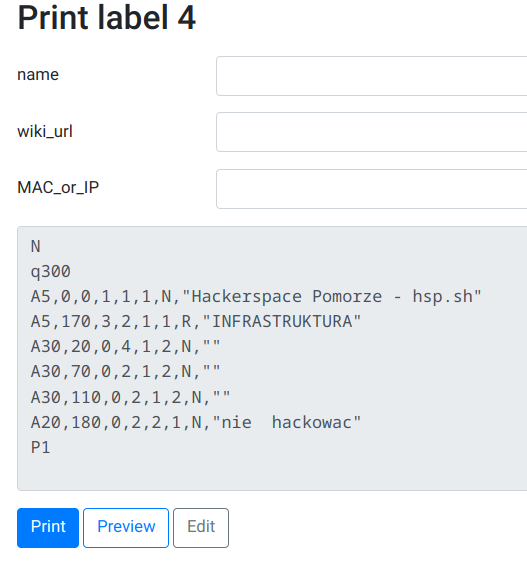 Print label 4
name
wiki_url
MAC_or_IP
N
q300
A5,0,0,1,1,1,N,"Hackerspace Pomorze - hsp.sh"
A5,170,3,2,1,1,R,"INFRASTRUKTURA"
A30,20,0,4,1,2,N,""
A30,70,0,2,1,2,N,""
A30,110,0,2,1,2,N,""
A20,180,0,2,2,1,N,"nie  hackowac"
P1
Print Preview Edit